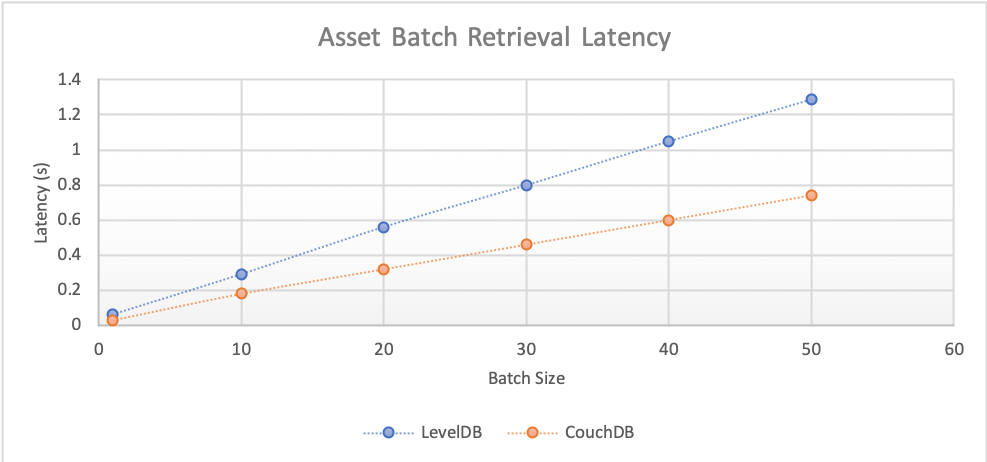 Asset Batch Retrieval Latency
1.4
1.2
1
0.8
0.6
0.4
0.2
0
Latency (s)
0 10 20 30 40 50 60
Batch Size
LevelDB CouchDB